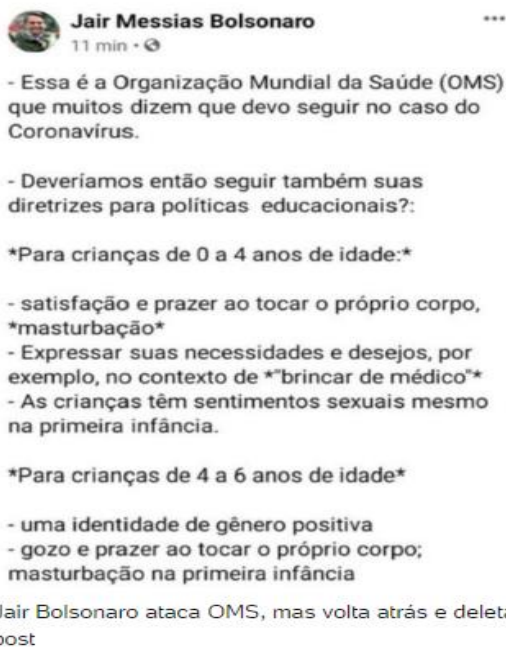 Jair Messias Bolsonaro
11 min ·
- Essa é a Organização Mundial da Saúde (OMS)
que muitos dizem que devo seguir no caso do
Coronavírus.
- Deveríamos então seguir também suas
diretrizes para políticas educacionais?:
*Para crianças de 0 a 4 anos de idade:*
- satisfação e prazer ao tocar o próprio corpo,
*masturbação*
- Expressar suas necessidades e desejos, por
exemplo, no contexto de *"brincar de médico"*
- As crianças têm sentimentos sexuais mesmo
na primeira infância.
*Para crianças de 4 a 6 anos de idade*
- uma identidade de gênero positiva
- gozo e prazer ao tocar o próprio corpo;
masturbação na primeira infância
Jair Bolsonaro ataca OMS, mas volta atrás e deleta
post